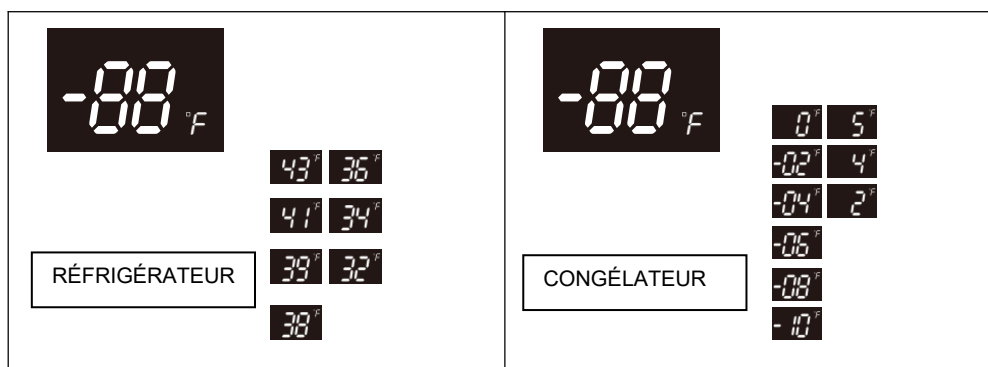 -88 °F
43 °F 36 °F
41 °F 34 °F
39 °F 32 °F
38 °F
RÉFRIGÉRATEUR
-88 °F
0 °F 5 °F
-02 °F 4 °F
-04 °F 2 °F
-06 °F
-08 °F
-10 °F
CONGÉLATEUR